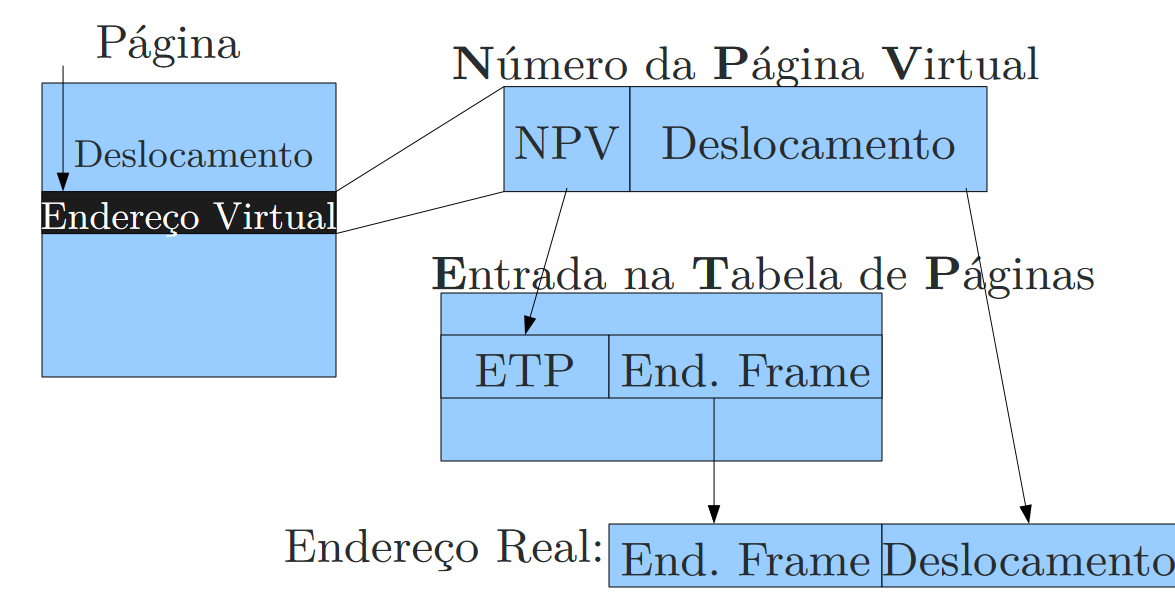 Página
Número da Página Virtual
Deslocamento
NPV
Deslocamento
Endereço Virtual
Entrada na Tabela de Páginas
ETP
End. Frame
Endereço Real:
End. Frame
Deslocamento